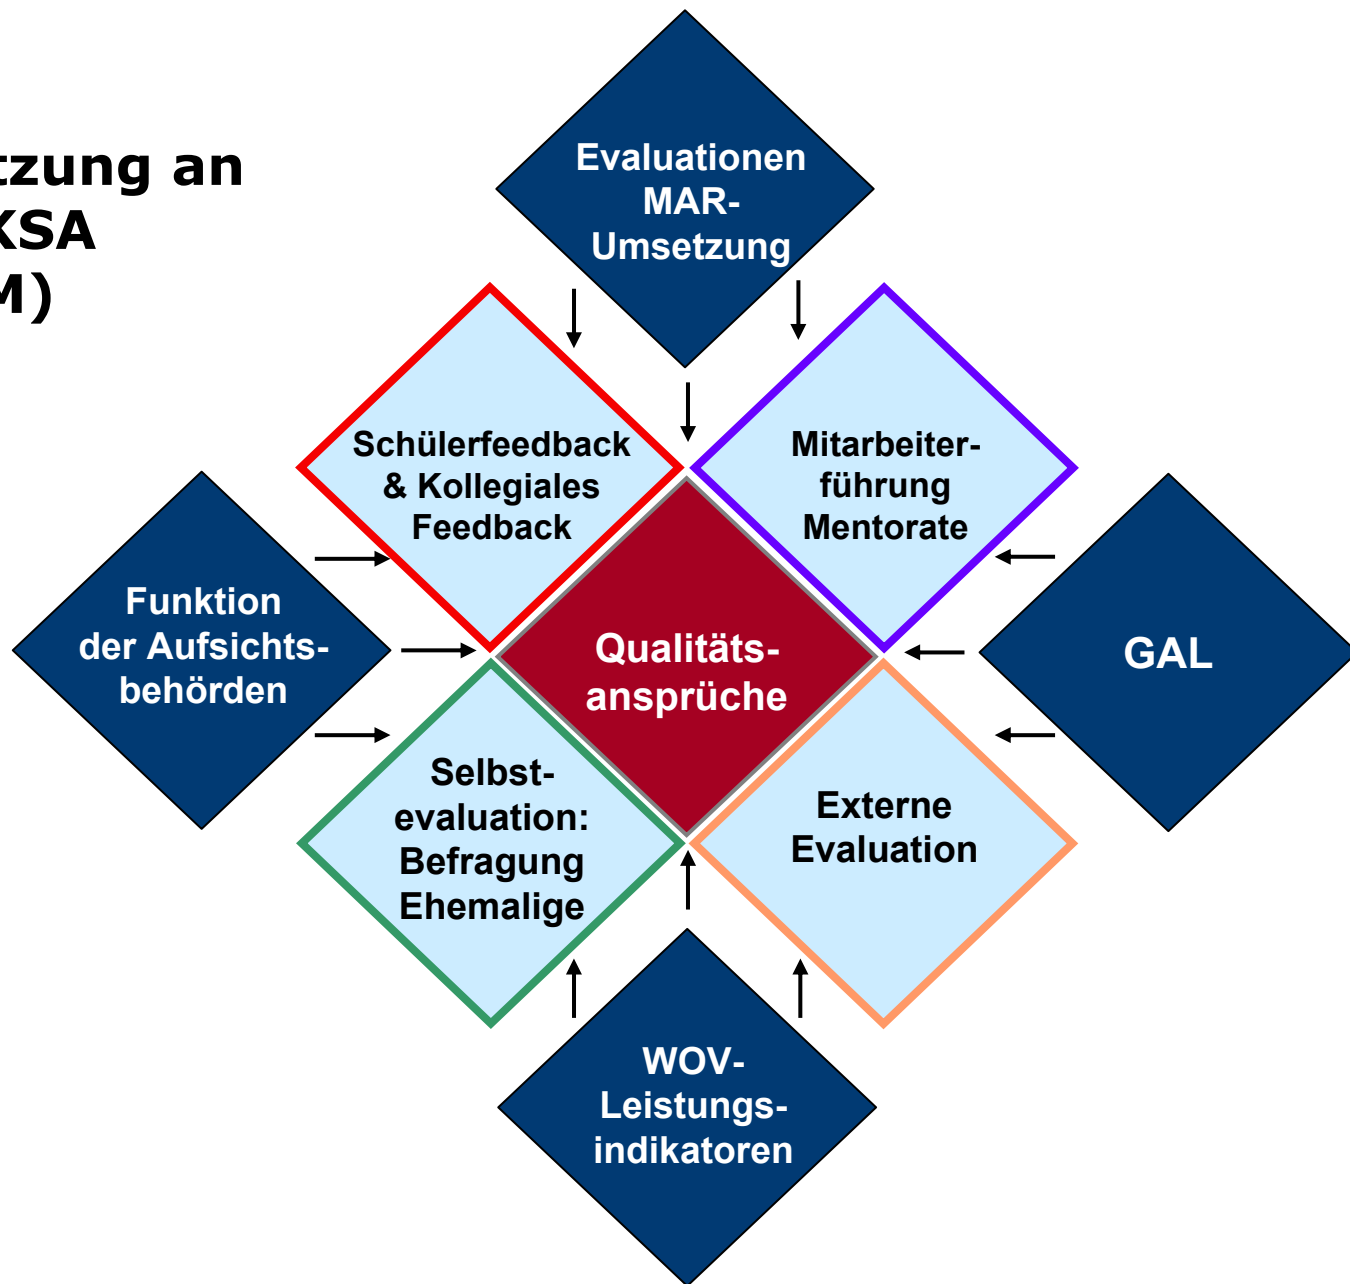 tzung an
KSA
M)
Evaluationen
MAR-
Umsetzung
Schülerfeedback
& Kollegiales
Feedback
Mitarbeiter-
führung
Mentorate
Funktion
der Aufsichts-
behörden
Qualitäts-
ansprüche
GAL
Selbst-
evaluation:
Befragung
Ehemalige
Externe
Evaluation
WOV-
Leistungs-
indikatoren